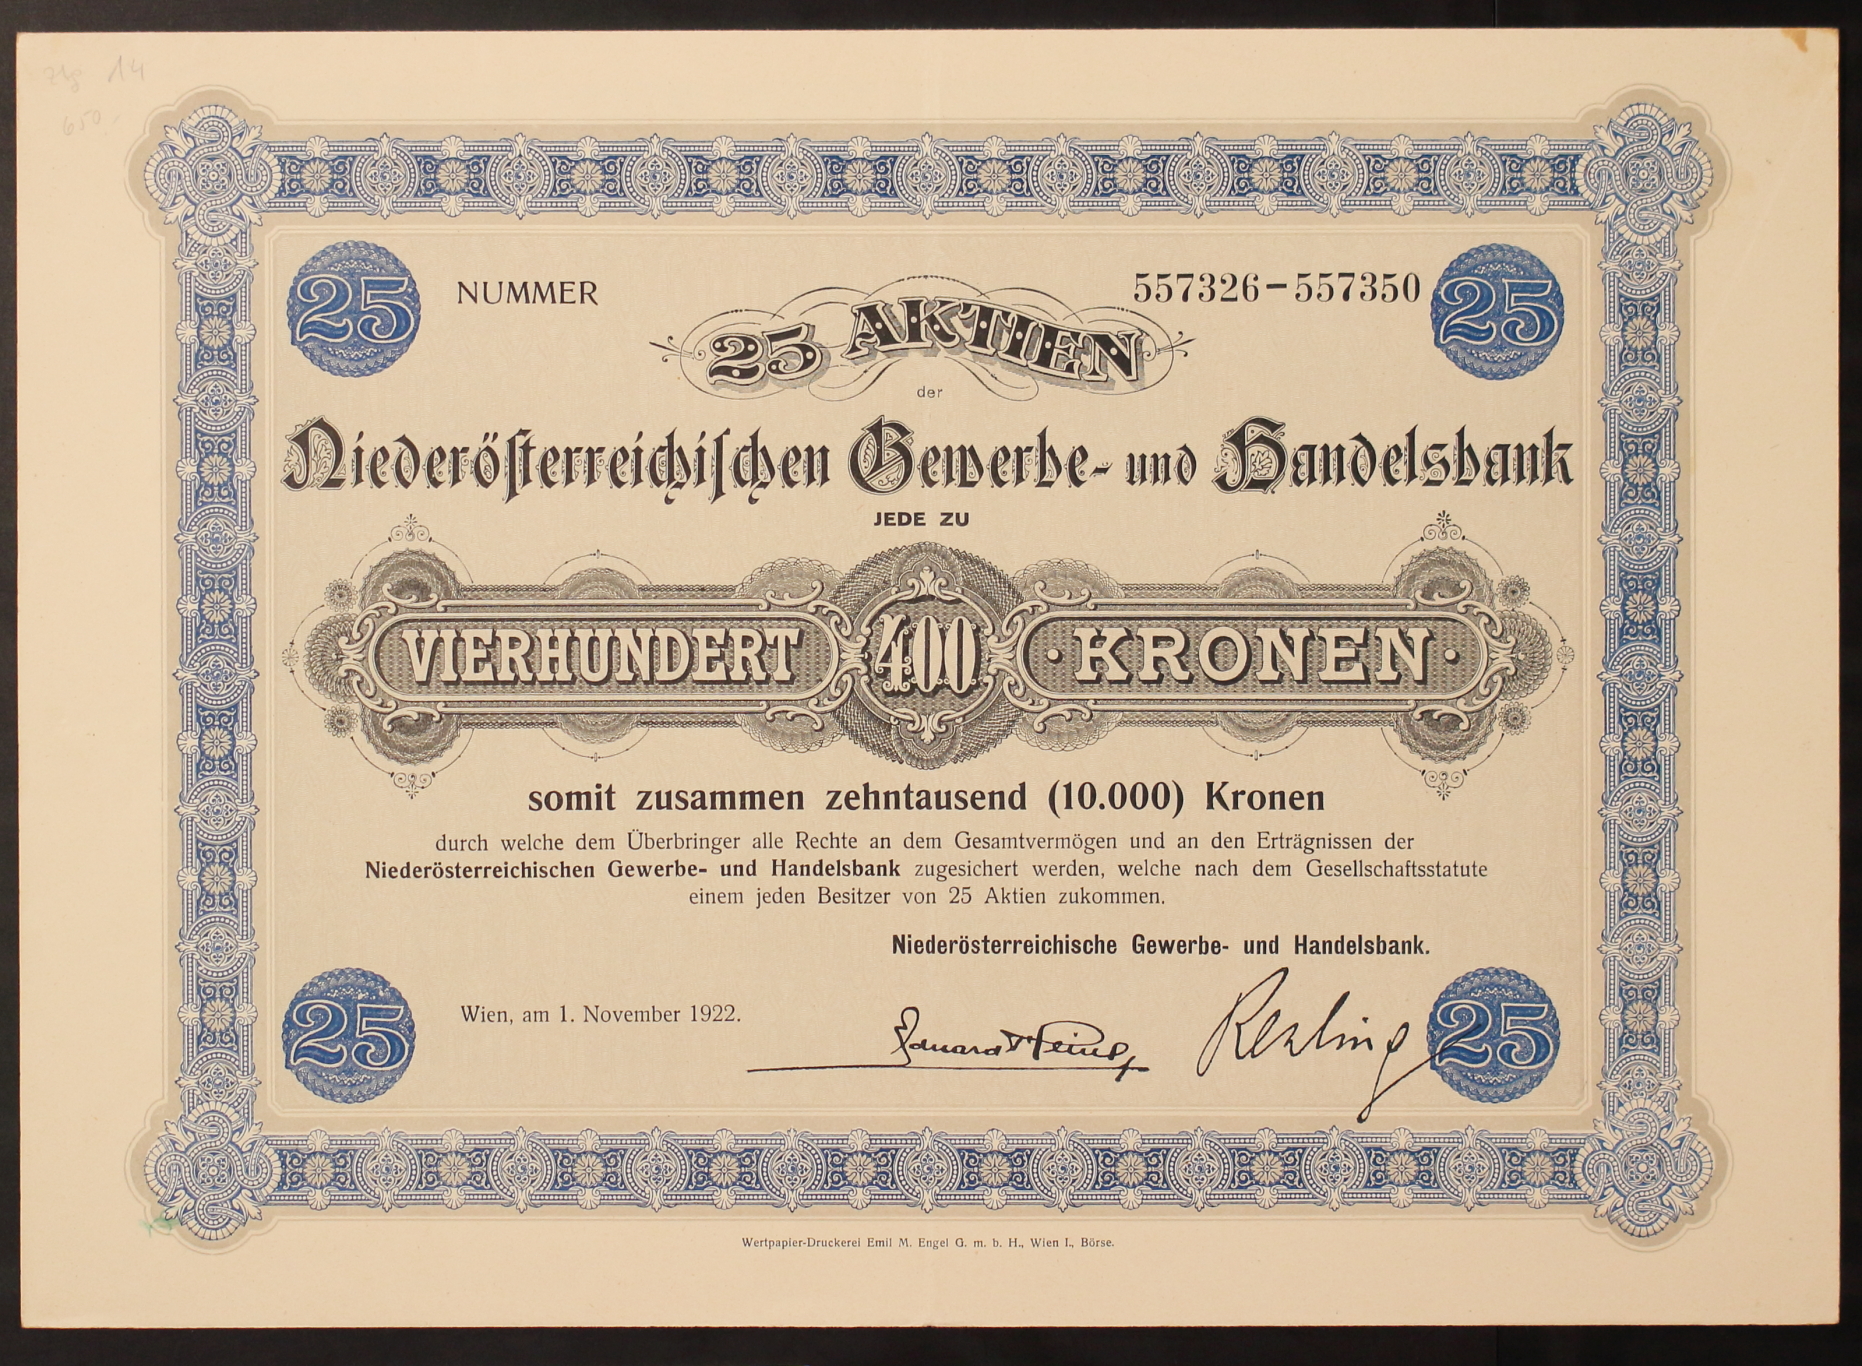 14
650.-
25
NUMMER
557326-557350
25
25 AKTIEN
der
Niederösterreichischen Gewerbe- und Handelsbank
JEDE ZU
VIERHUNDERT 400 · KRONEN ·
somit zusammen zehntausend (10.000) Kronen
durch welche dem Überbringer alle Rechte an dem Gesamtvermögen und an den Erträgnissen der
Niederösterreichischen Gewerbe- und Handelsbank zugesichert werden, welche nach dem Gesellschaftsstatute
einem jeden Besitzer von 25 Aktien zukommen.
Niederösterreichische Gewerbe- und Handelsbank.
25
Wien, am 1. November 1922.
Eduard
25
Wertpapier-Druckerei Emil M. Engel G. m. b. H., Wien I., Börse.